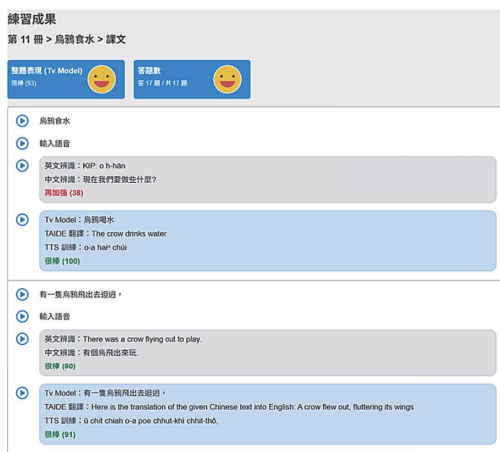 練習成果
第 11 冊 > 烏鴉食水 > 課文
整體表現 (Tv Model)
很棒 (93)
答題數
答 17 題 / 共 17 題
烏鴉食水
輸入語音
英文辨識：KIP: o h-hān
中文辨識：現在我們要做些什麼?
再加強 (38)
Tv Model：烏鴉喝水
TAIDE 翻譯：The crow drinks water
TTS 訓練：o-a haiⁿ chúi
很棒 (100)
有一隻烏鴉飛出去𨑨迌，
輸入語音
英文辨識：There was a crow flying out to play.
中文辨識：有個烏飛出來玩
很棒 (90)
Tv Model：有一隻烏鴉飛出去𨑨迌，
TAIDE 翻譯：Here is the translation of the given Chinese text into English: A crow flew out, fluttering its wings
TTS 訓練：ū chi̍t chiah o-a poe chhut-khì chhit-thô,
很棒 (91)